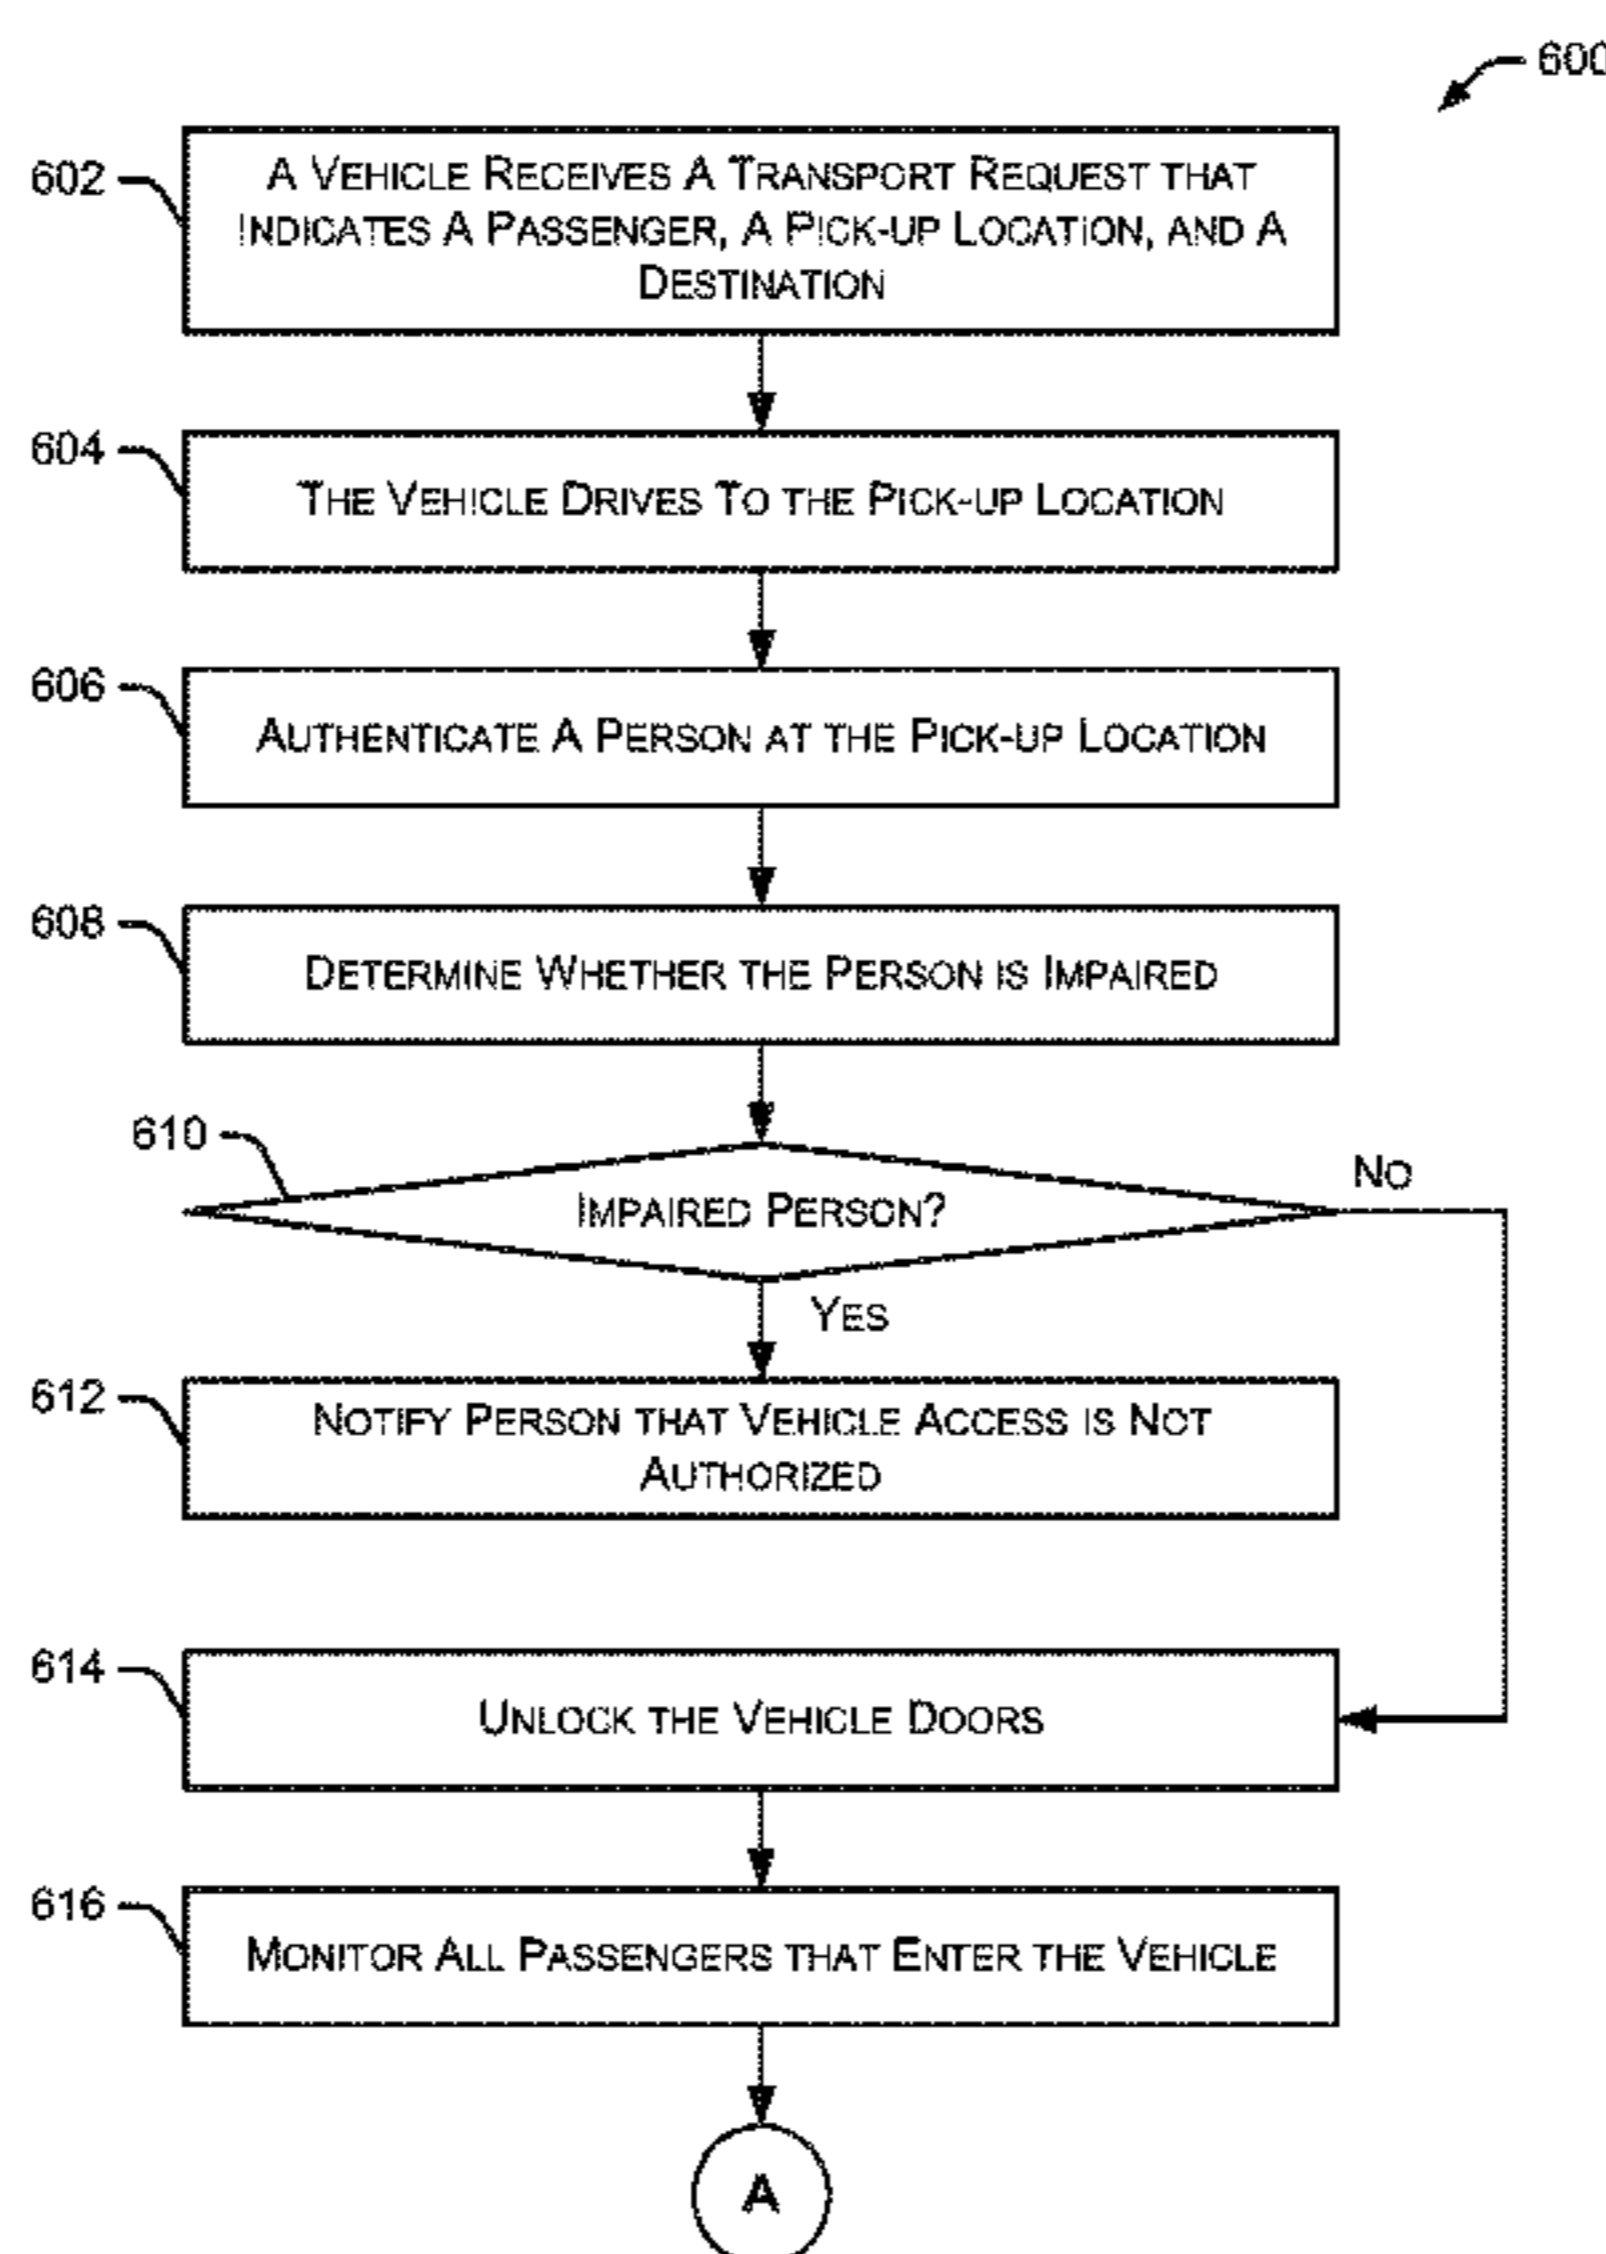 600
602
A VEHICLE RECEIVES A TRANSPORT REQUEST THAT
INDICATES A PASSENGER, A PICK-UP LOCATION, AND A
DESTINATION
604
THE VEHICLE DRIVES TO THE PICK-UP LOCATION
606
AUTHENTICATE A PERSON AT THE PICK-UP LOCATION
608
DETERMINE WHETHER THE PERSON IS IMPAIRED
610
IMPAIRED PERSON?
NO
YES
612
NOTIFY PERSON THAT VEHICLE ACCESS IS NOT
AUTHORIZED
614
UNLOCK THE VEHICLE DOORS
616
MONITOR ALL PASSENGERS THAT ENTER THE VEHICLE
A